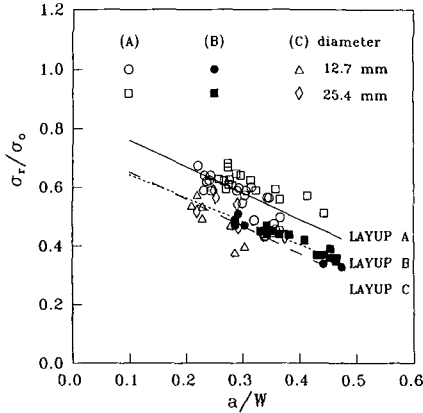 (A) (B) (C) diameter
12.7 mm
25.4 mm
1.2
1.0
0.8
0.6
0.4
0.2
0.0
σr/σo
LAYUP A
LAYUP B
LAYUP C
0.0 0.1 0.2 0.3 0.4 0.5 0.6
a/W